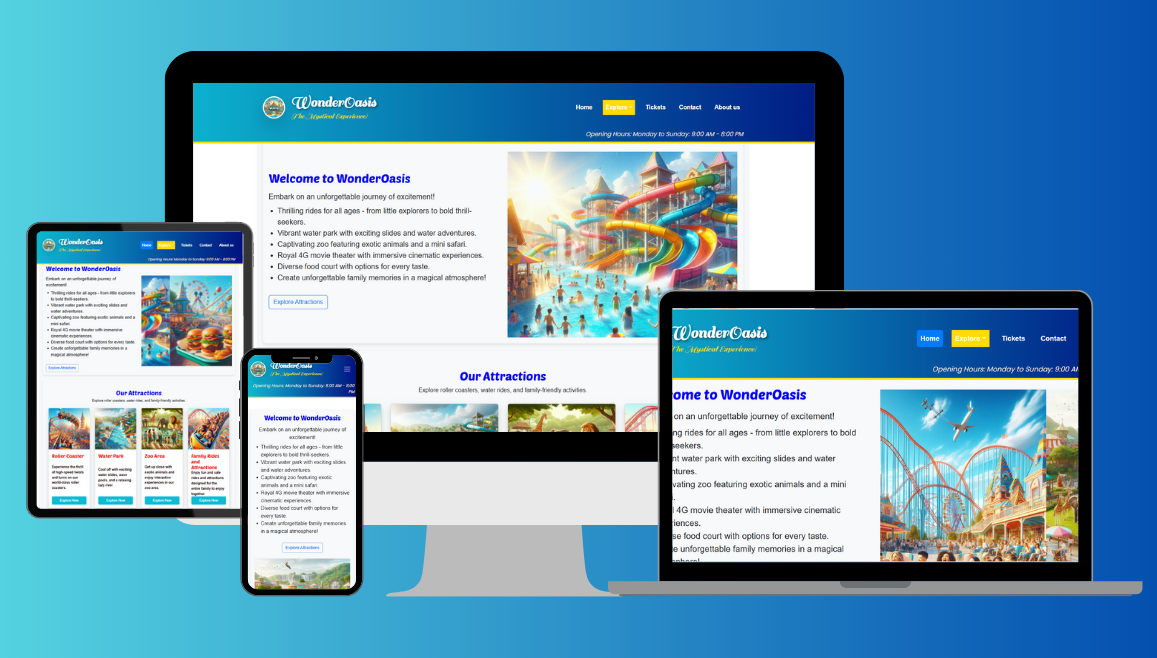 WonderOasis
The Mystical Experience!
Home Explore Tickets Contact About us
Opening Hours: Monday to Sunday: 9:00 AM - 8:00 PM
Welcome to WonderOasis
Embark on an unforgettable journey of excitement!!
• Thrilling rides for all ages - from little explorers to bold thrill-
seekers.
• Vibrant water park with exciting slides and water adventures.
• Captivating zoo featuring exotic animals and a mini safari.
• Royal 4G movie theater with immersive cinematic experiences.
• Diverse food court with options for every taste.
• Create unforgettable family memories in a magical atmosphere!
Explore Attractions
Our Attractions
Explore roller coasters, water rides, and family-friendly activities.
WonderOasis
The Mystical Experience!
Home Explore Tickets Contact About us
Opening Hours: Monday to Sunday: 9:00 AM - 8:00 PM
Welcome to WonderOasis
Embark on an unforgettable journey of
excitement!
• Thrilling rides for all ages - from little explorers
to bold thrill-seekers.
• Vibrant water park with exciting slides and
water adventures.
• Captivating zoo featuring exotic animals and a
mini safari.
• Royal 4G movie theater with immersive
cinematic experiences.
• Diverse food court with options for every taste.
• Create unforgettable family memories in a
magical atmosphere!
Explore Attractions
Our Attractions
Explore roller coasters, water rides, and family-friendly activities.
Roller Coaster
Experience the thrill
of high-speed twists
and turns on our
world-class roller
coasters.
Explore Now
Water Park
Cool off with exciting
water slides, wave
pools, and a relaxing
lazy river.
Explore Now
Zoo Area
Get up close with
exotic animals and
enjoy interactive
experiences in our
zoo area.
Explore Now
Family Rides
and
Attractions
Enjoy fun and safe
rides and attractions
designed for the
entire family to enjoy
together.
Explore Now
WonderOasis
The Mystical Experience!
Opening Hours: Monday to Sunday: 9:00 AM - 8:00
PM
Welcome to WonderOasis
Embark on an unforgettable journey of
excitement!
• Thrilling rides for all ages - from little
explorers to bold thrill-seekers.
• Vibrant water park with exciting slides
and water adventures.
• Captivating zoo featuring exotic
animals and a mini safari.
• Royal 4G movie theater with immersive
cinematic experiences.
• Diverse food court with options for
every taste.
• Create unforgettable family memories
in a magical atmosphere!
Explore Attractions
WonderOasis
The Mystical Experience!
Home Explore Tickets Contact
Opening Hours: Monday to Sunday: 9:00 AM
ome to WonderOasis
on an unforgettable journey of excitement!
ng rides for all ages - from little explorers to bold
seekers.
nt water park with exciting slides and water
ntures.
vating zoo featuring exotic animals and a mini
.
l 4G movie theater with immersive cinematic
riences.
se food court with options for every taste.
e unforgettable family memories in a magical
sphere!